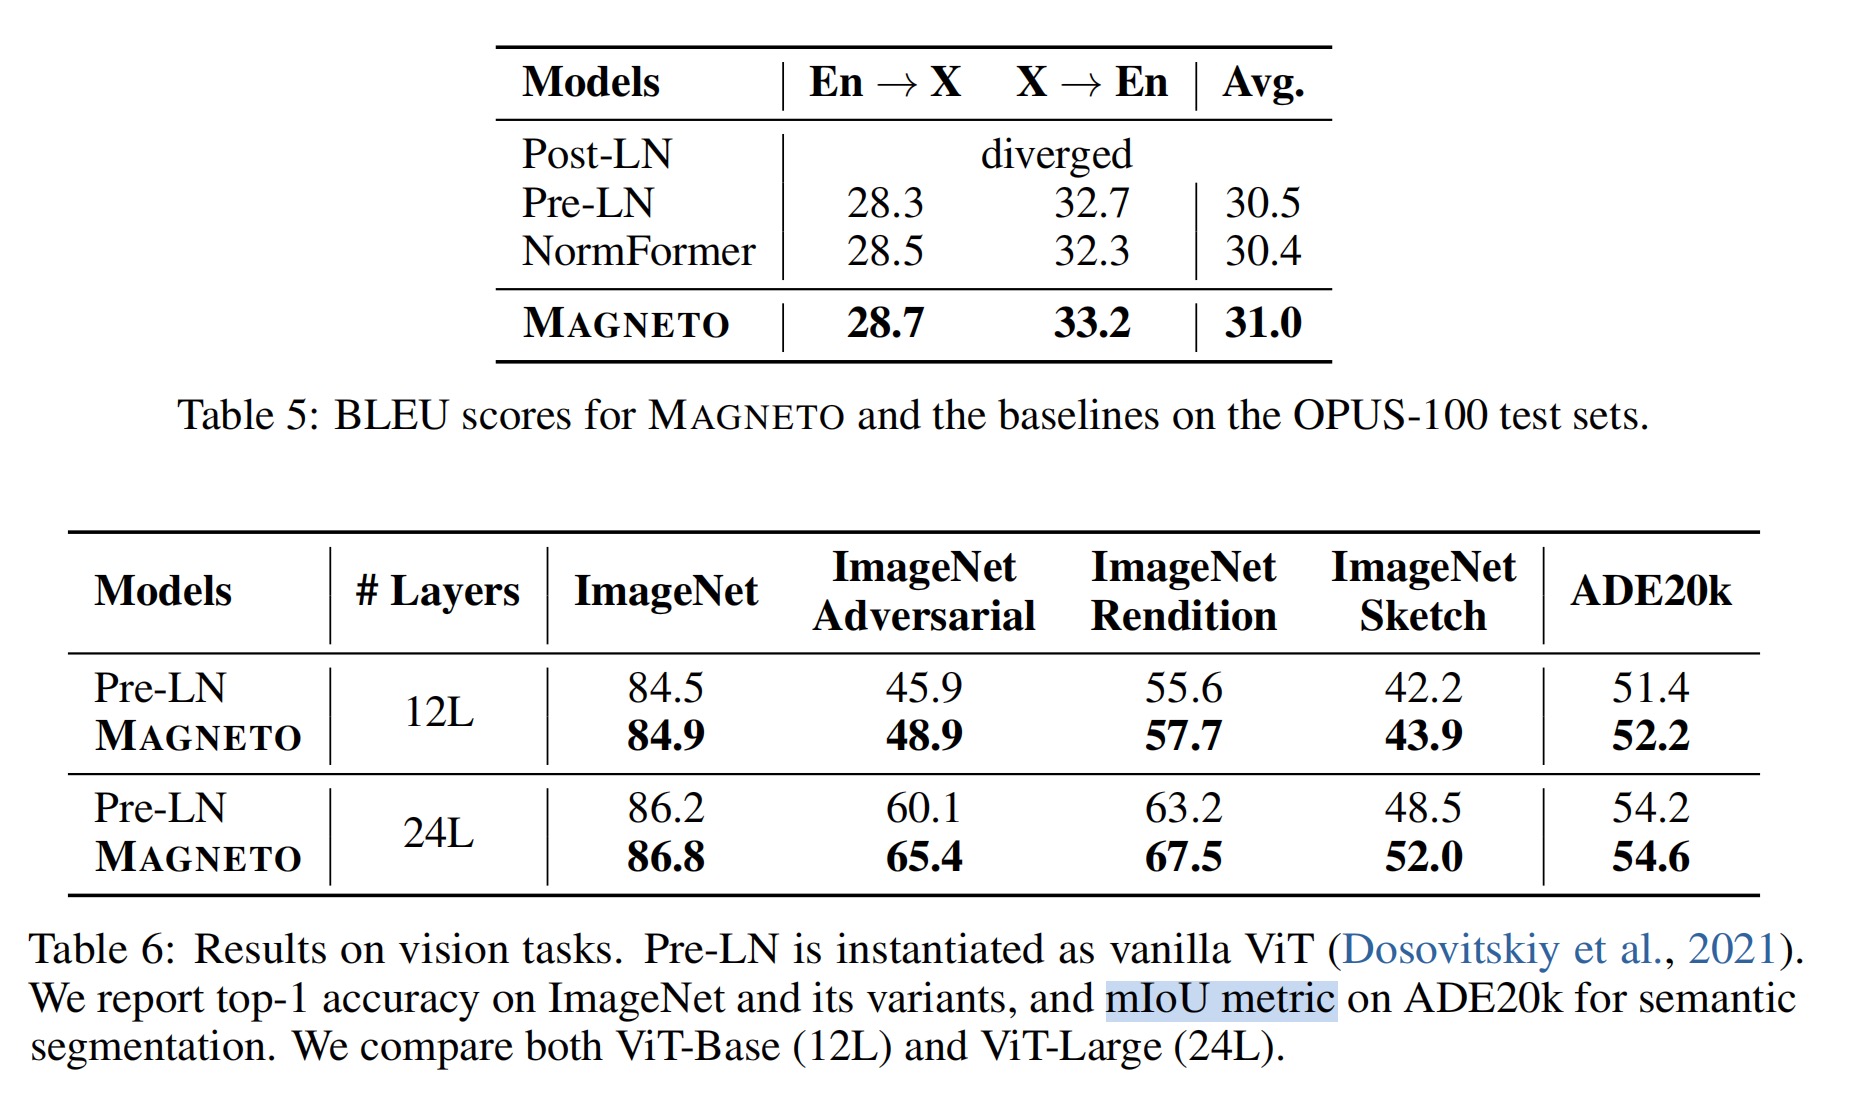 Models En → X X → En Avg.
Post-LN diverged
Pre-LN 28.3 32.7 30.5
NormFormer 28.5 32.3 30.4
MAGNETO 28.7 33.2 31.0
Table 5: BLEU scores for MAGNETO and the baselines on the OPUS-100 test sets.
Models # Layers ImageNet ImageNet Adversarial ImageNet Rendition ImageNet Sketch ADE20k
Pre-LN 12L 84.5 45.9 55.6 42.2 51.4
MAGNETO 84.9 48.9 57.7 43.9 52.2
Pre-LN 24L 86.2 60.1 63.2 48.5 54.2
MAGNETO 86.8 65.4 67.5 52.0 54.6
Table 6: Results on vision tasks. Pre-LN is instantiated as vanilla ViT (Dosovitskiy et al., 2021).
We report top-1 accuracy on ImageNet and its variants, and mIoU metric on ADE20k for semantic
segmentation. We compare both ViT-Base (12L) and ViT-Large (24L).